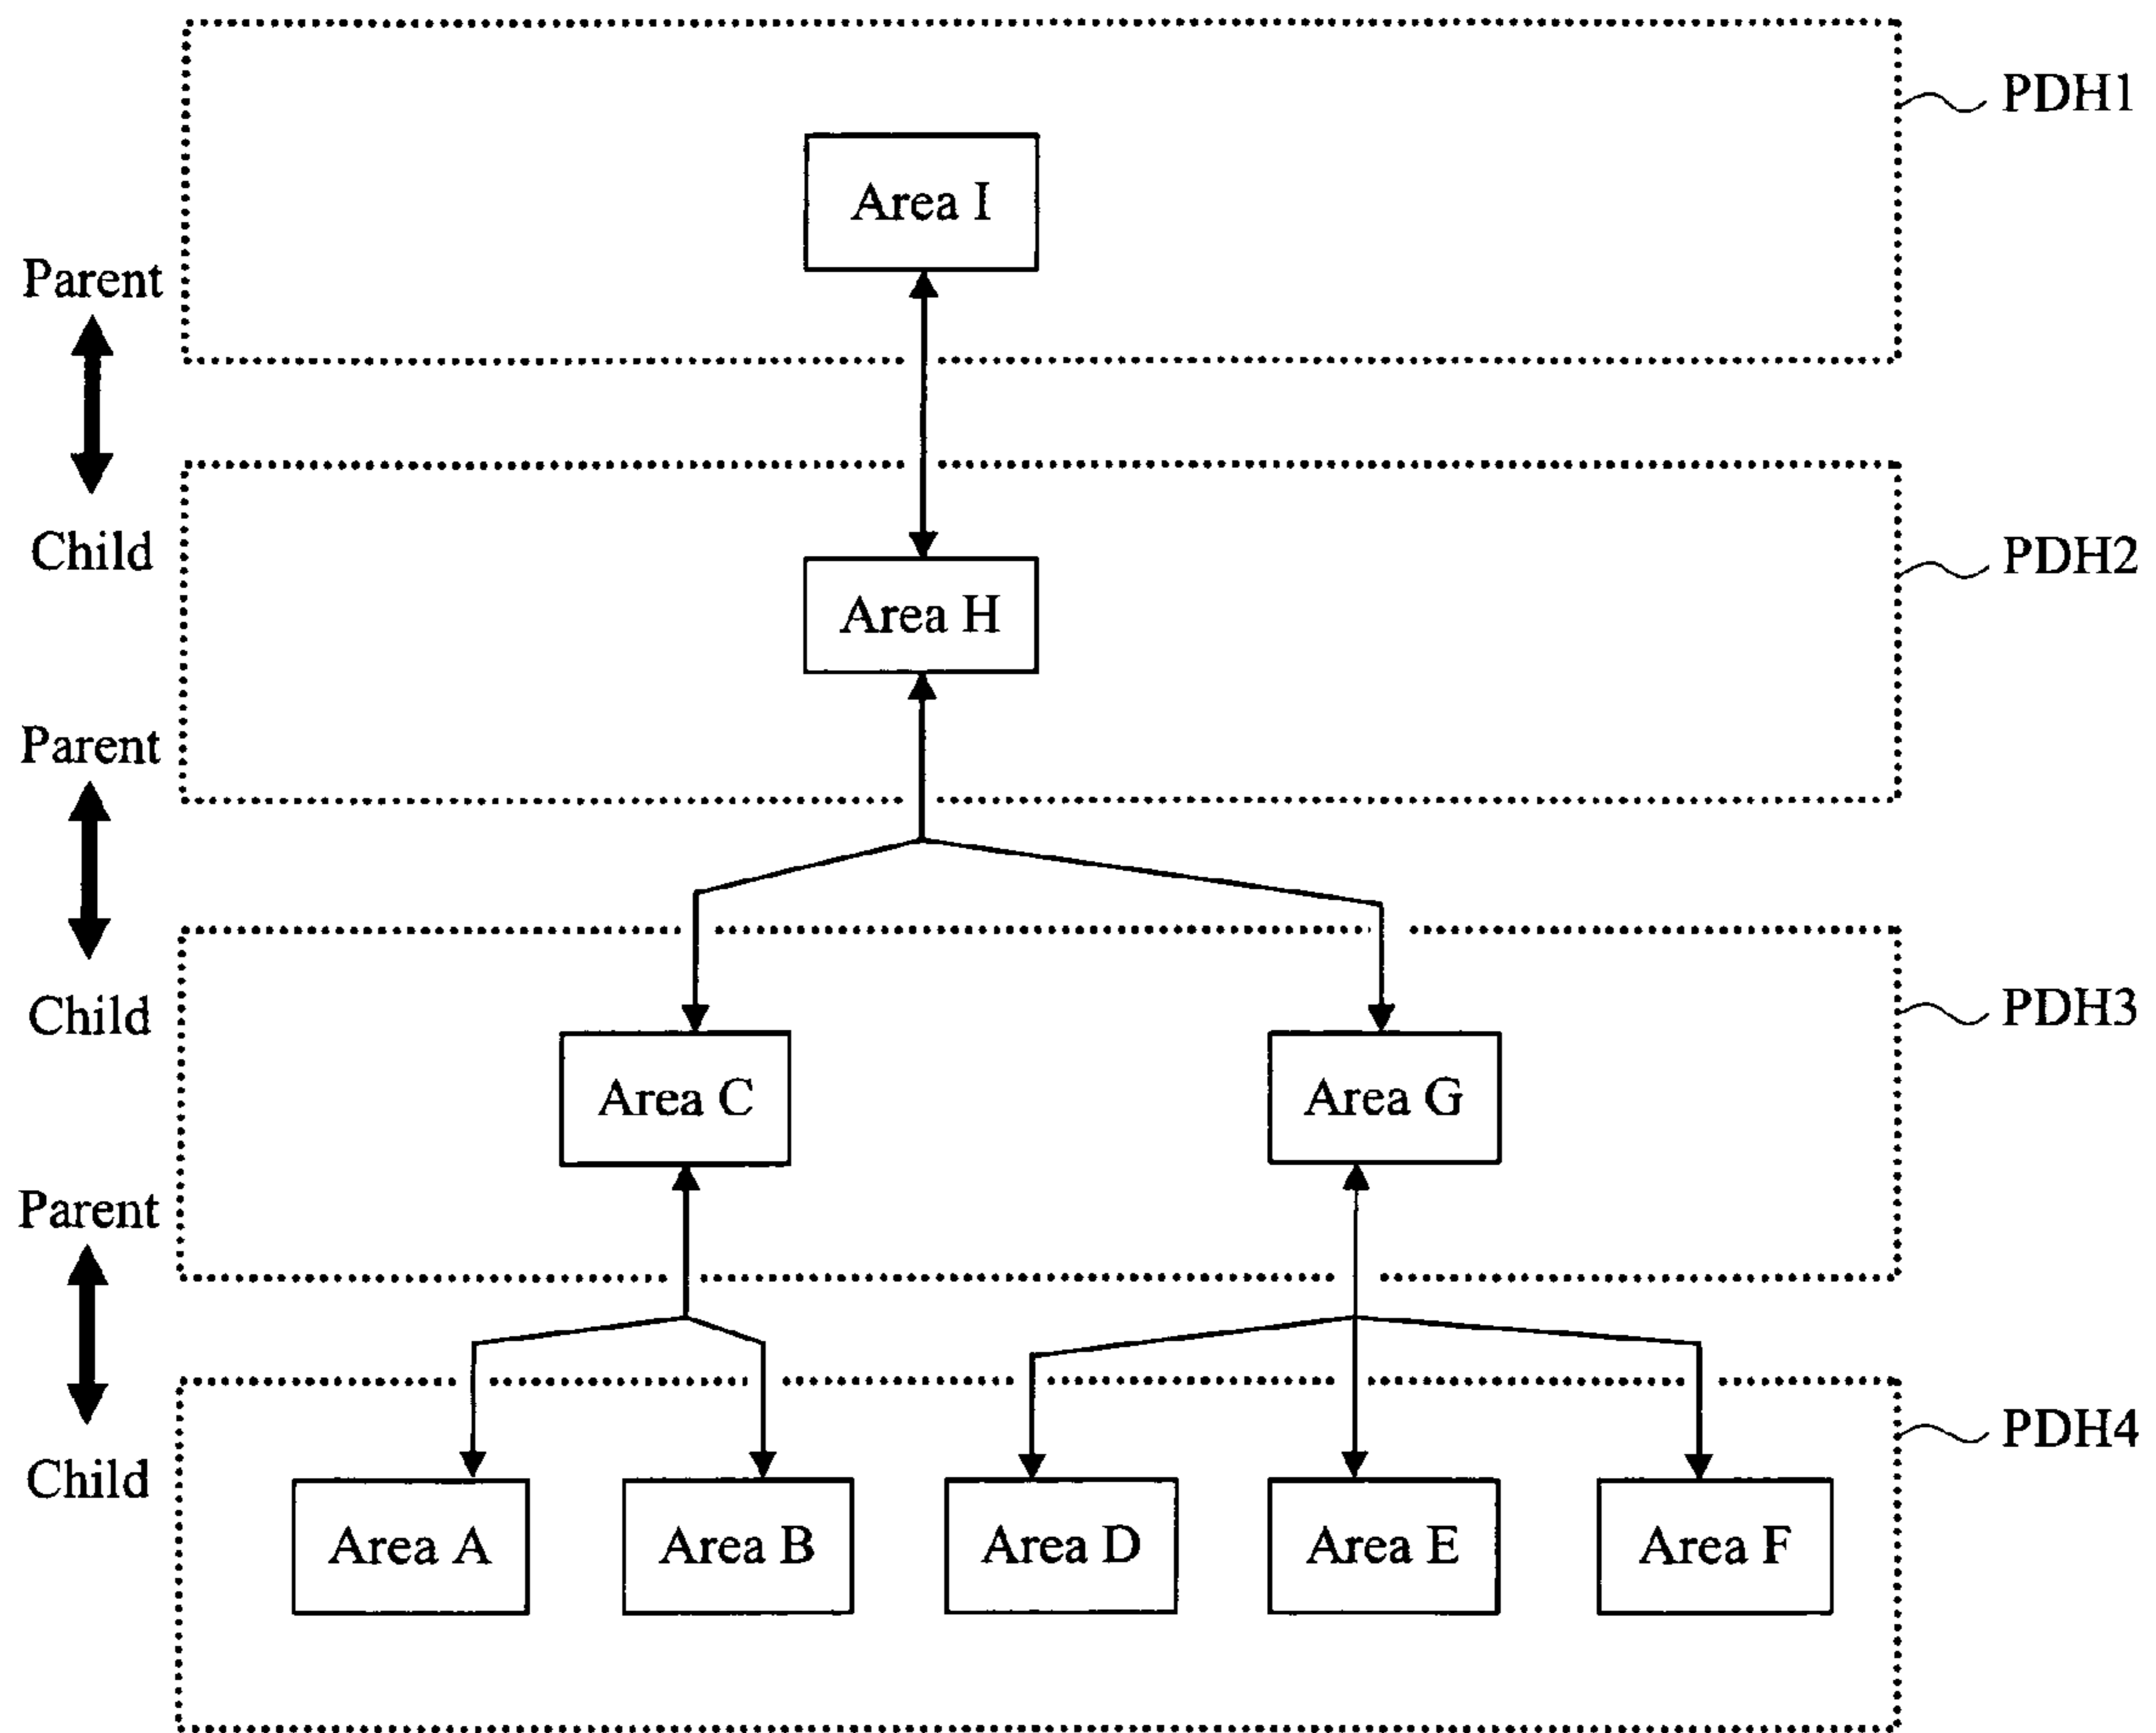 PDH1
Area I
Parent
Child
PDH2
Area H
Parent
Child
PDH3
Area C
Area G
Parent
Child
PDH4
Area A
Area B
Area D
Area E
Area F